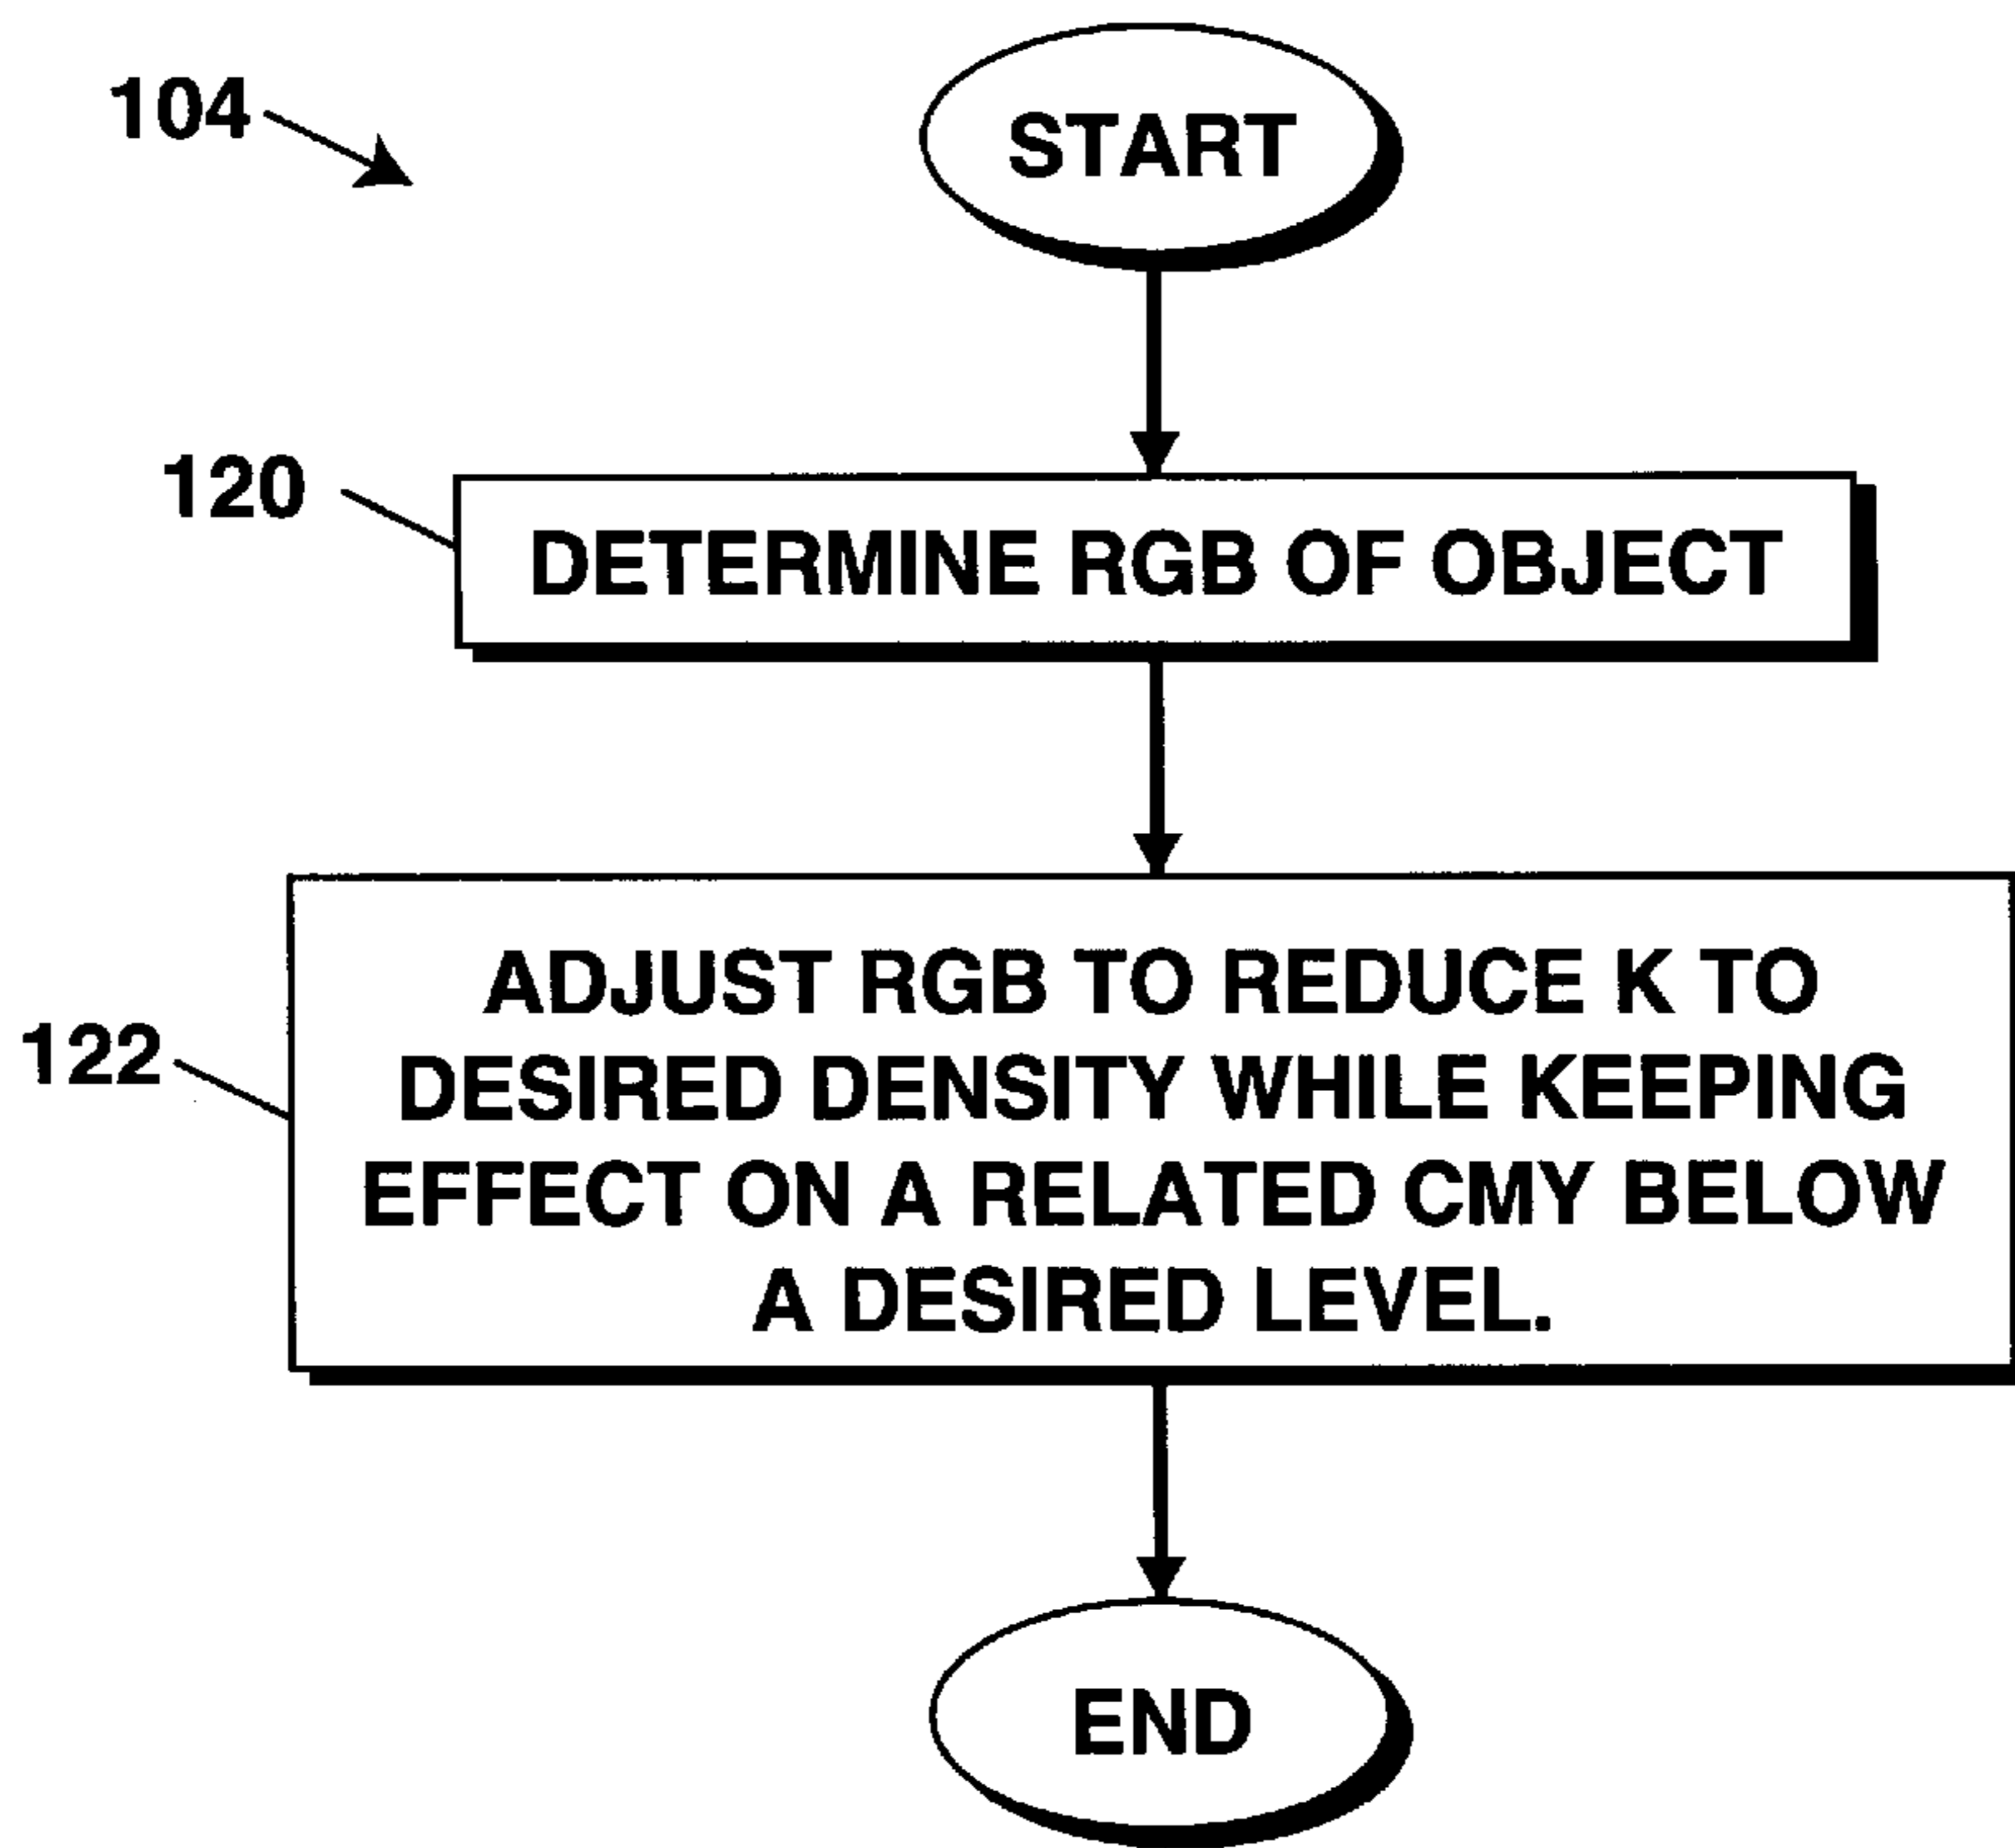 104
START
120
DETERMINE RGB OF OBJECT
122
ADJUST RGB TO REDUCE K TO
DESIRED DENSITY WHILE KEEPING
EFFECT ON A RELATED CMY BELOW
A DESIRED LEVEL.
END